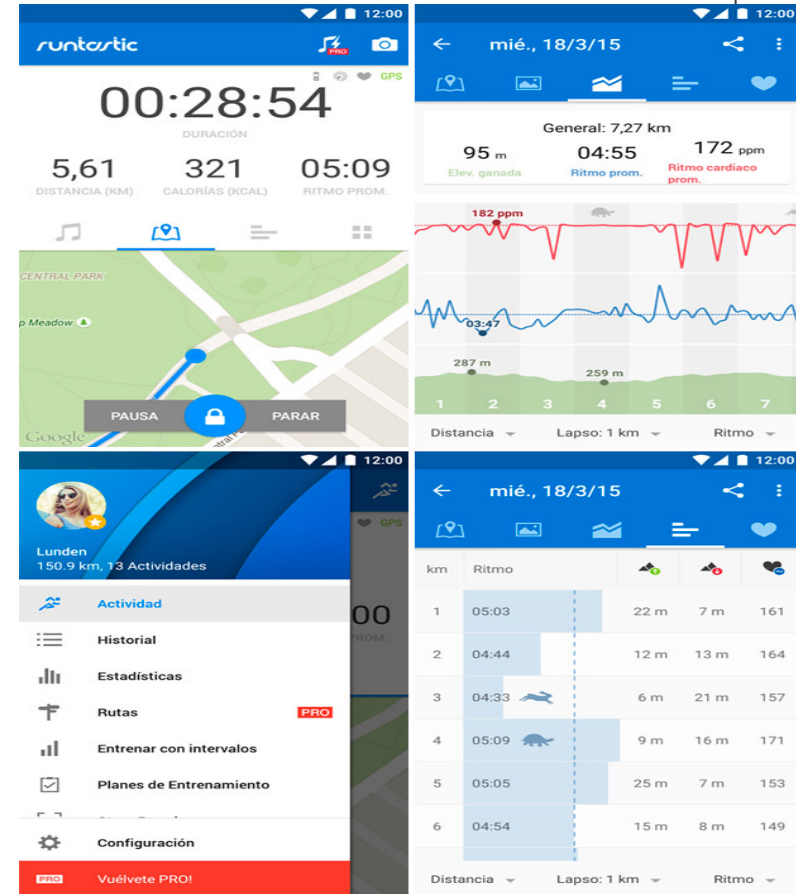 12:00
runtastic
PRO
GPS
00:28:54
DURACIÓN
5,61 321 05:09
DISTANCIA (KM) CALORÍAS (KCAL) RITMO PROM.
CENTRAL PARK
p Meadow
PAUSA PARAR
Google
12:00
mié., 18/3/15
General: 7,27 km
95 m 04:55 172 ppm
Elev. ganada Ritmo prom. Ritmo cardiaco
prom.
182 ppm
03:47
287 m
259 m
1 2 3 4 5 6 7
Distancia Lapso: 1 km Ritmo
12:00
GPS
Lunden
150.9 km, 13 Actividades
Actividad
00
PROM.
Historial
Estadísticas
Rutas PRO
Entrenar con intervalos
Planes de Entrenamiento
Configuración
PRO Vuélvete PRO!
12:00
mié., 18/3/15
km Ritmo
1 05:03 22 m 7 m 161
2 04:44 12 m 13 m 164
3 04:33 6 m 21 m 157
4 05:09 9 m 16 m 171
5 05:05 25 m 7 m 153
6 04:54 15 m 8 m 149
Distancia Lapso: 1 km Ritmo